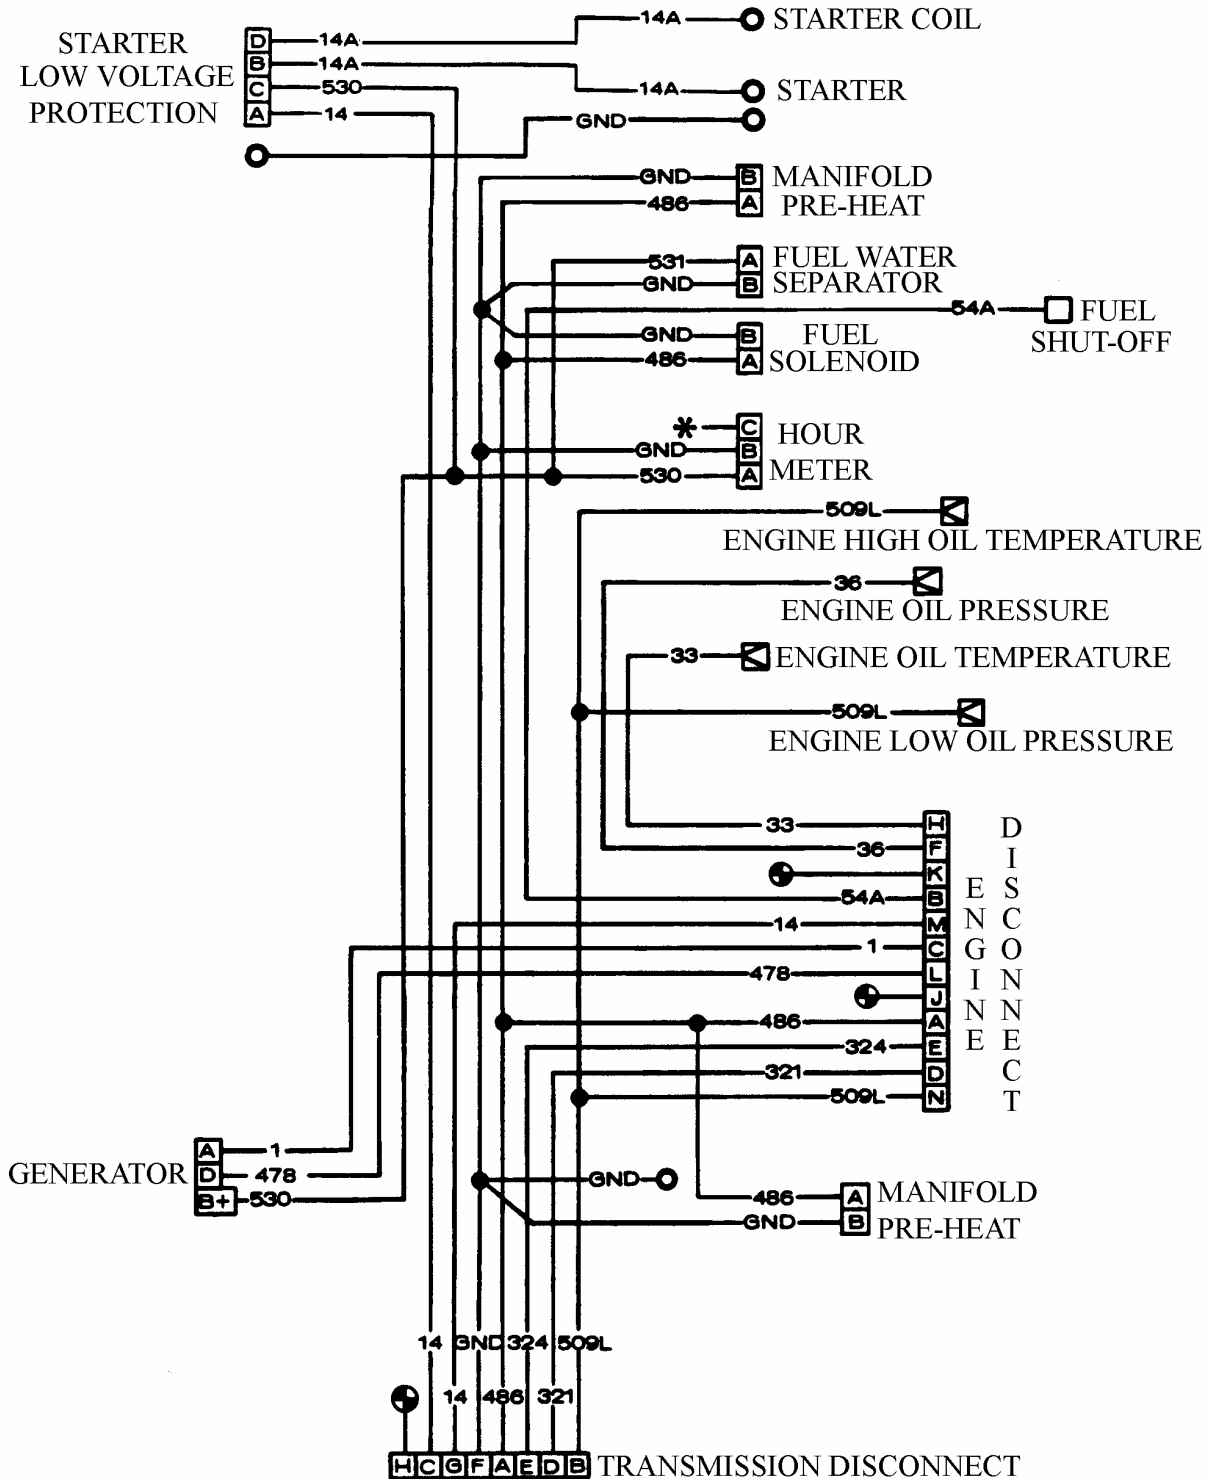 14A STARTER COIL
STARTER D 14A
LOW VOLTAGE B 14A
PROTECTION C 530 14A STARTER
A 14 GND
GND B MANIFOLD
486 A PRE-HEAT
531 A FUEL WATER
GND B SEPARATOR
54A FUEL
SHUT-OFF
GND B FUEL
486 A SOLENOID
* C HOUR
GND B
530 A METER
509L
ENGINE HIGH OIL TEMPERATURE
36
ENGINE OIL PRESSURE
33 ENGINE OIL TEMPERATURE
509L
ENGINE LOW OIL PRESSURE
33 H
36 F
K
54A B
14 M
1 C
478 L
J
486 A
324 E
321 D
509L N
ENGINE
DISCONNECT
A 1
GENERATOR D 478
B+ 530
GND
486 A MANIFOLD
GND B PRE-HEAT
14 GND 324 509L
14 486 321
H C G F A E D B TRANSMISSION DISCONNECT